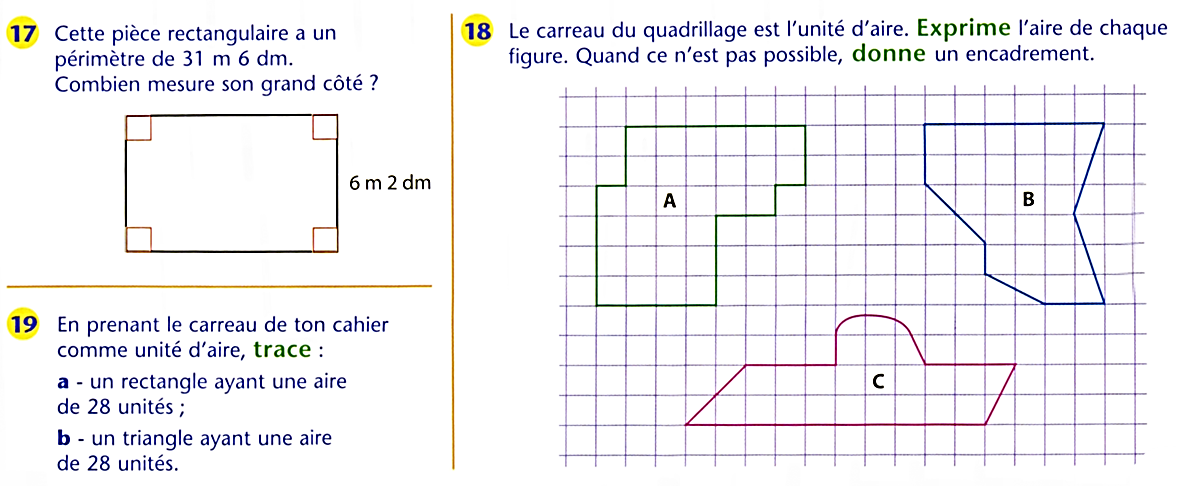 17 Cette pièce rectangulaire a un
périmètre de 31 m 6 dm.
Combien mesure son grand côté ?
6 m 2 dm
19 En prenant le carreau de ton cahier
comme unité d'aire, trace :
a - un rectangle ayant une aire
de 28 unités ;
b - un triangle ayant une aire
de 28 unités.
18 Le carreau du quadrillage est l'unité d'aire. Exprime l'aire de chaque
figure. Quand ce n'est pas possible, donne un encadrement.
A
B
C